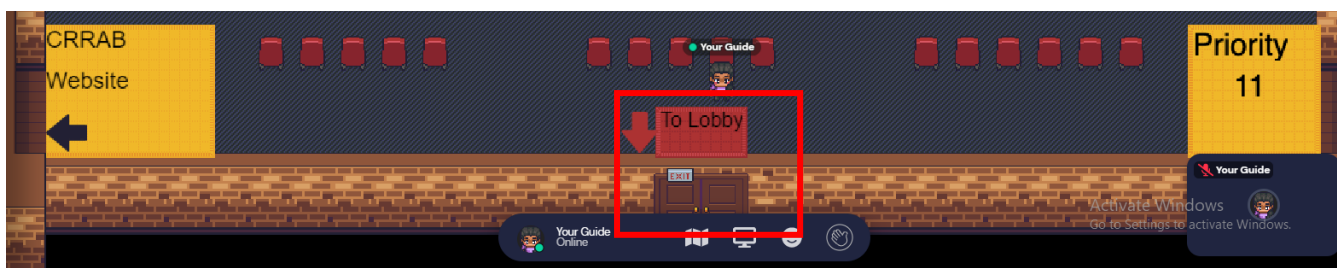 CRRAB
Website
Your Guide
To Lobby
EXIT
Priority
11
Your Guide
Your Guide
Online
Activate Windows
Go to Settings to activate Windows.